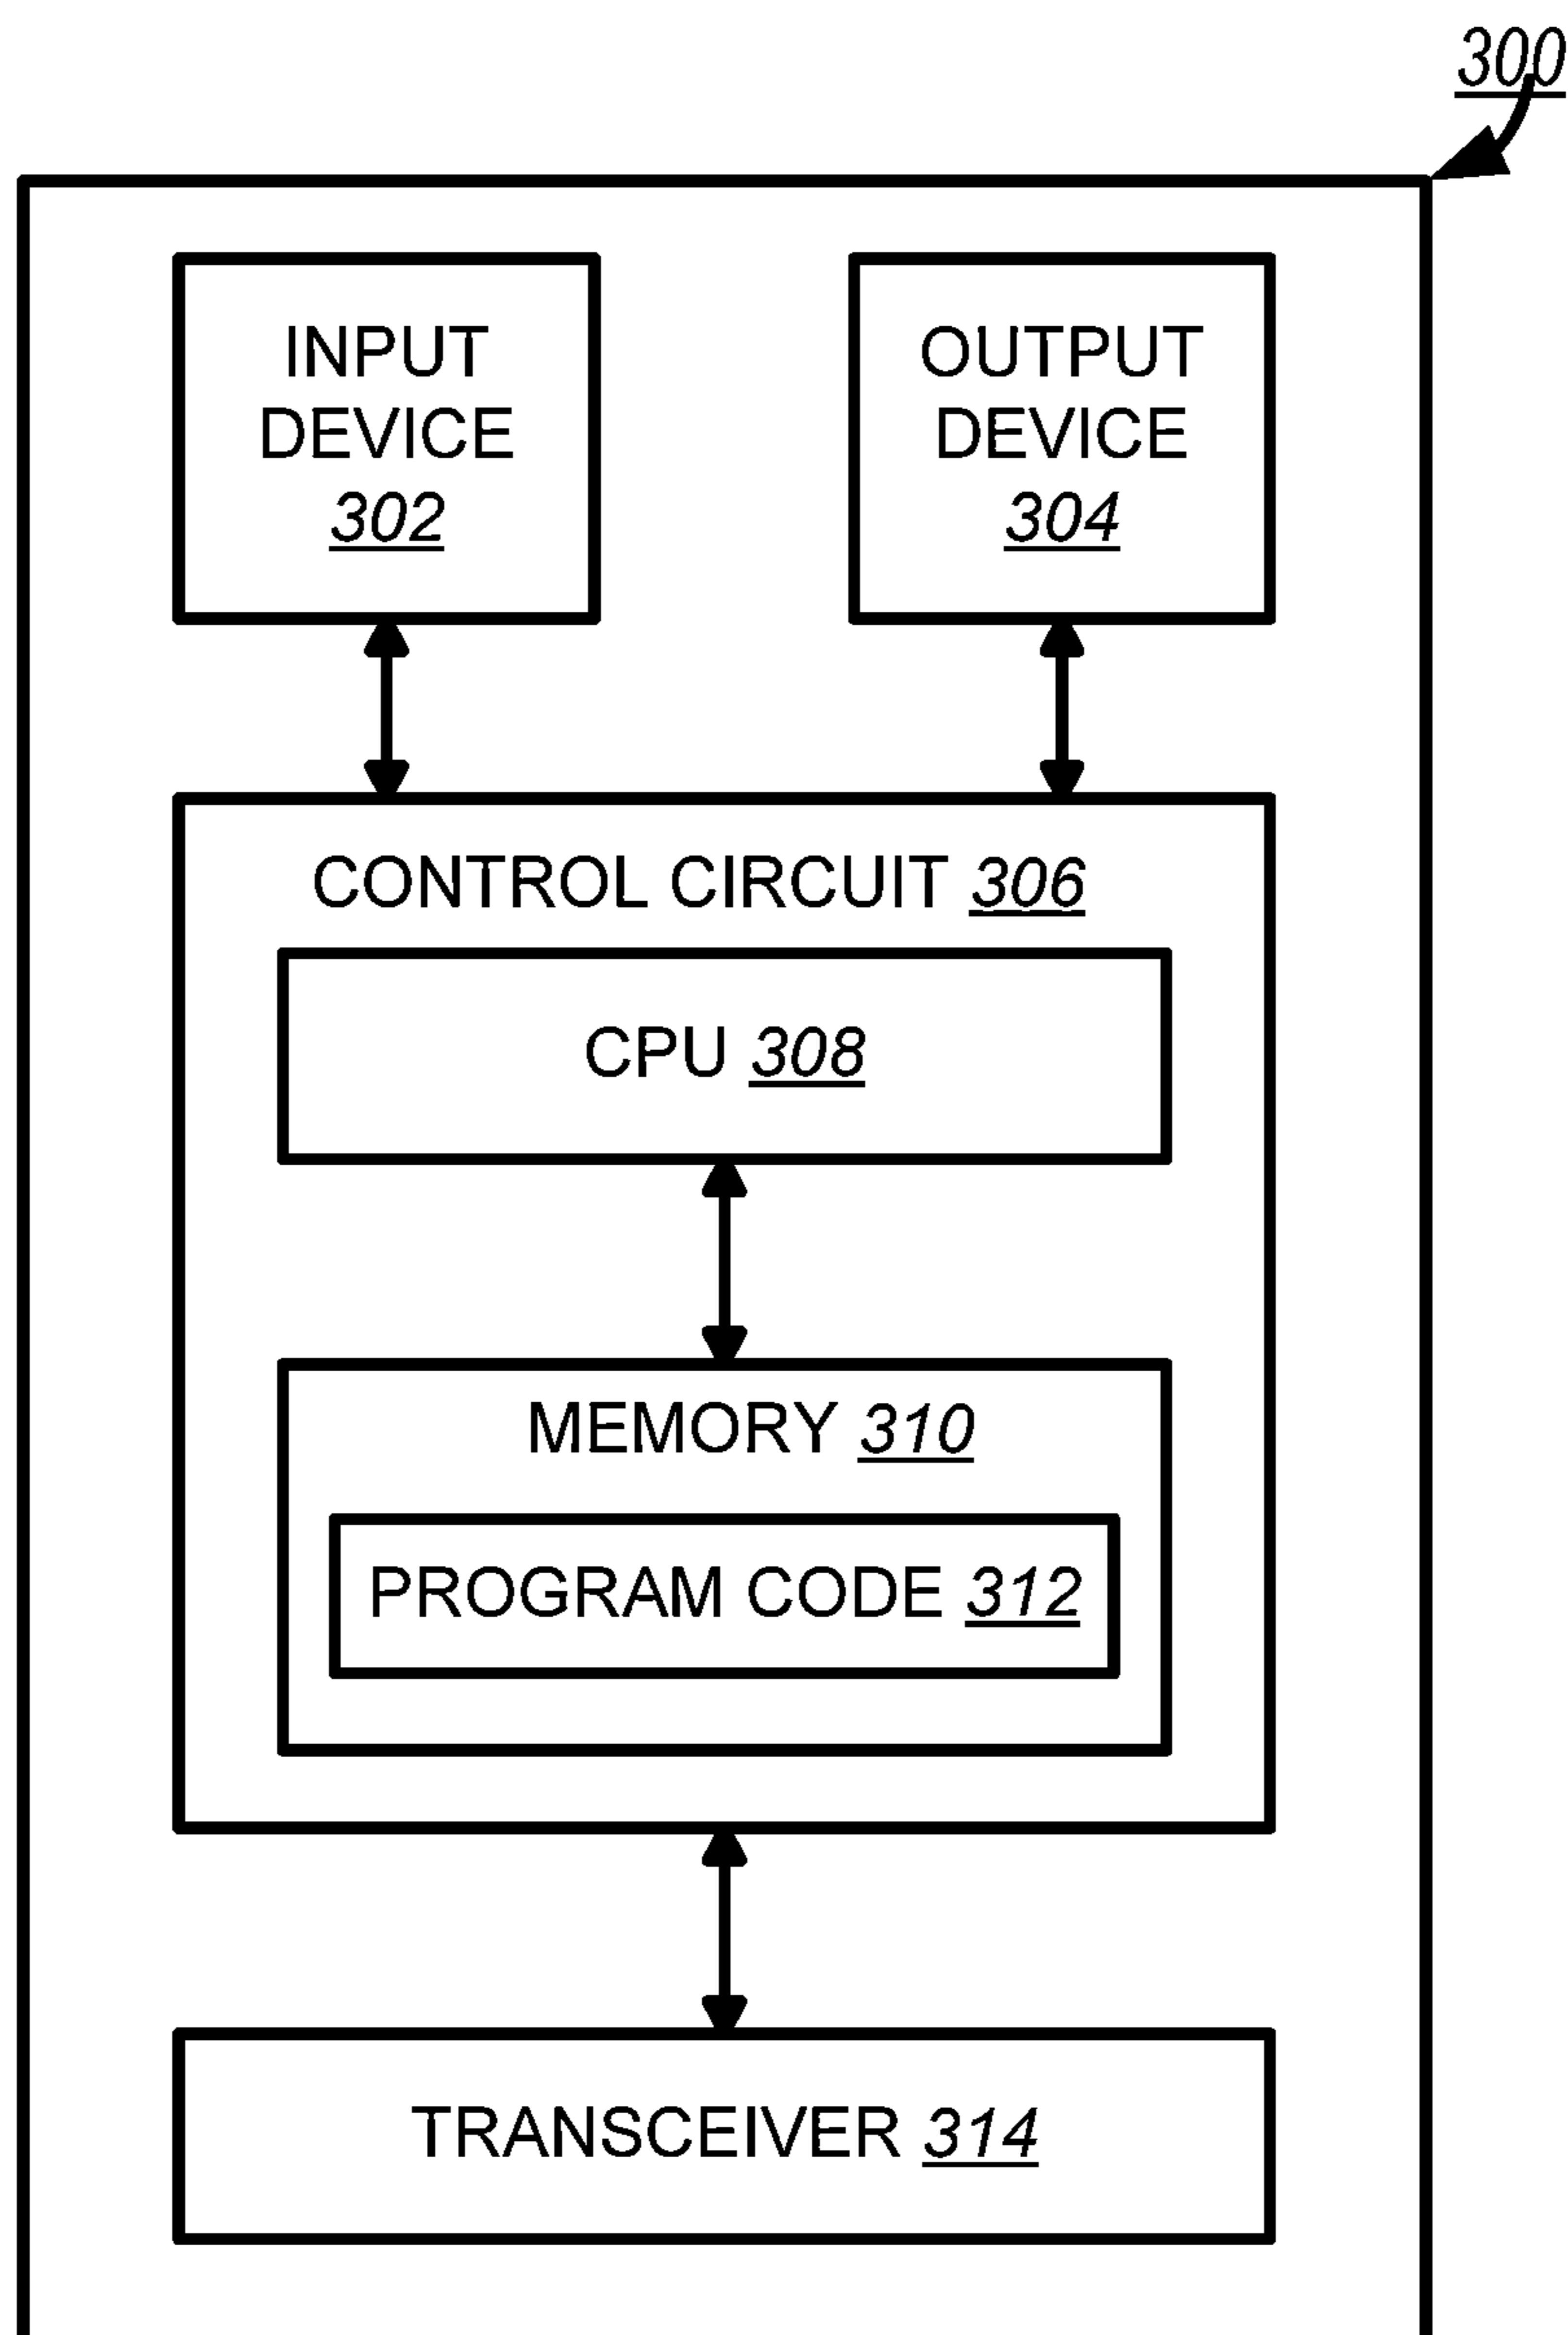 300
INPUT
DEVICE
302
OUTPUT
DEVICE
304
CONTROL CIRCUIT 306
CPU 308
MEMORY 310
PROGRAM CODE 312
TRANSCEIVER 314